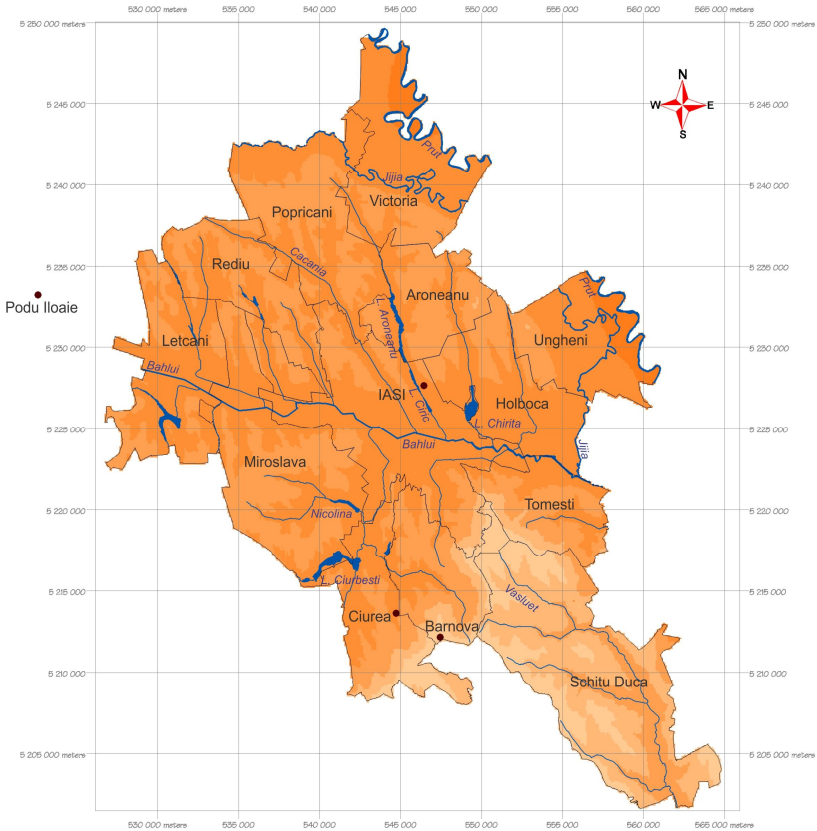 530 000 meters 535 000 540 000 545 000 550 000 555 000 560 000 565 000 meters
5 250 000 meters 5 250 000 meters
N
W E
S
5 245 000 5 245 000
Prut
Jijia
5 240 000 5 240 000
Victoria
Popricani
5 235 000 5 235 000
Rediu
Cacania
Aroneanu
Prut
Podu Iloaie
L. Aroneanu
Letcani
Ungheni
5 230 000 5 230 000
Bahlui
IASI
L. Ciric
Holboca
L. Chirita
5 225 000 5 225 000
Bahlui
Jijia
Miroslava
5 220 000 5 220 000
Tomesti
Nicolina
L. Ciurbesti
5 215 000 5 215 000
Vasluet
Ciurea
Barnova
5 210 000 5 210 000
Schitu Duca
5 205 000 meters 5 205 000 meters
530 000 meters 535 000 540 000 545 000 550 000 555 000 560 000 565 000 meters